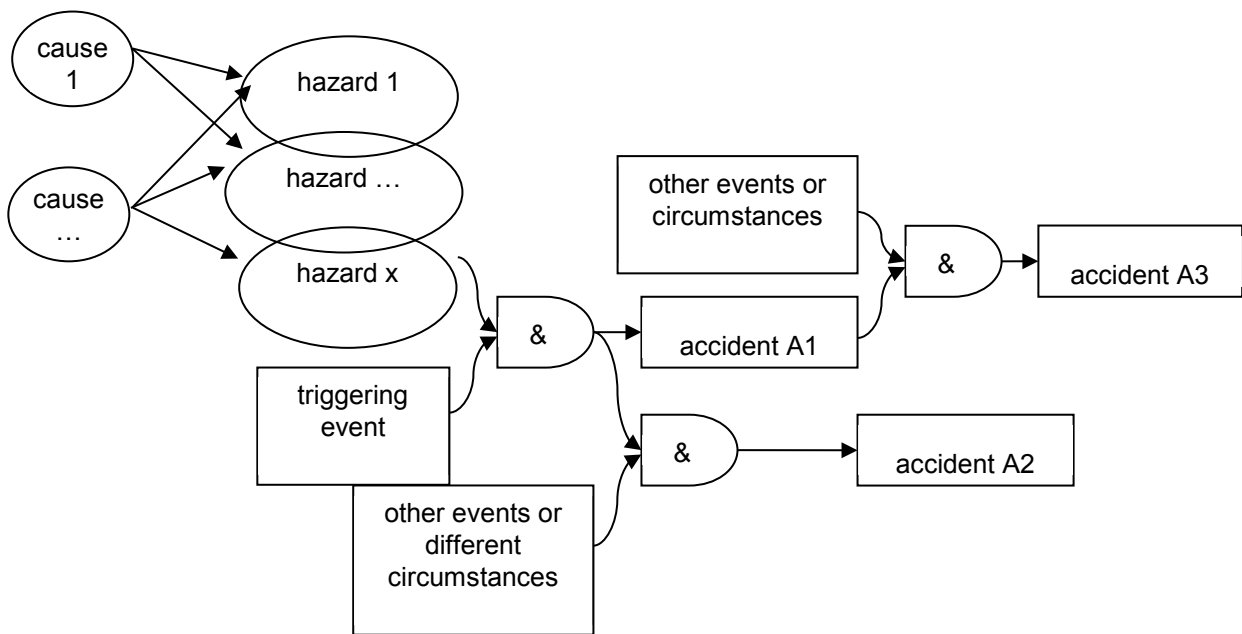 cause
1
hazard 1
hazard …
cause
…
hazard x
other events or
circumstances
&
accident A3
&
accident A1
triggering
event
&
accident A2
other events or
different
circumstances